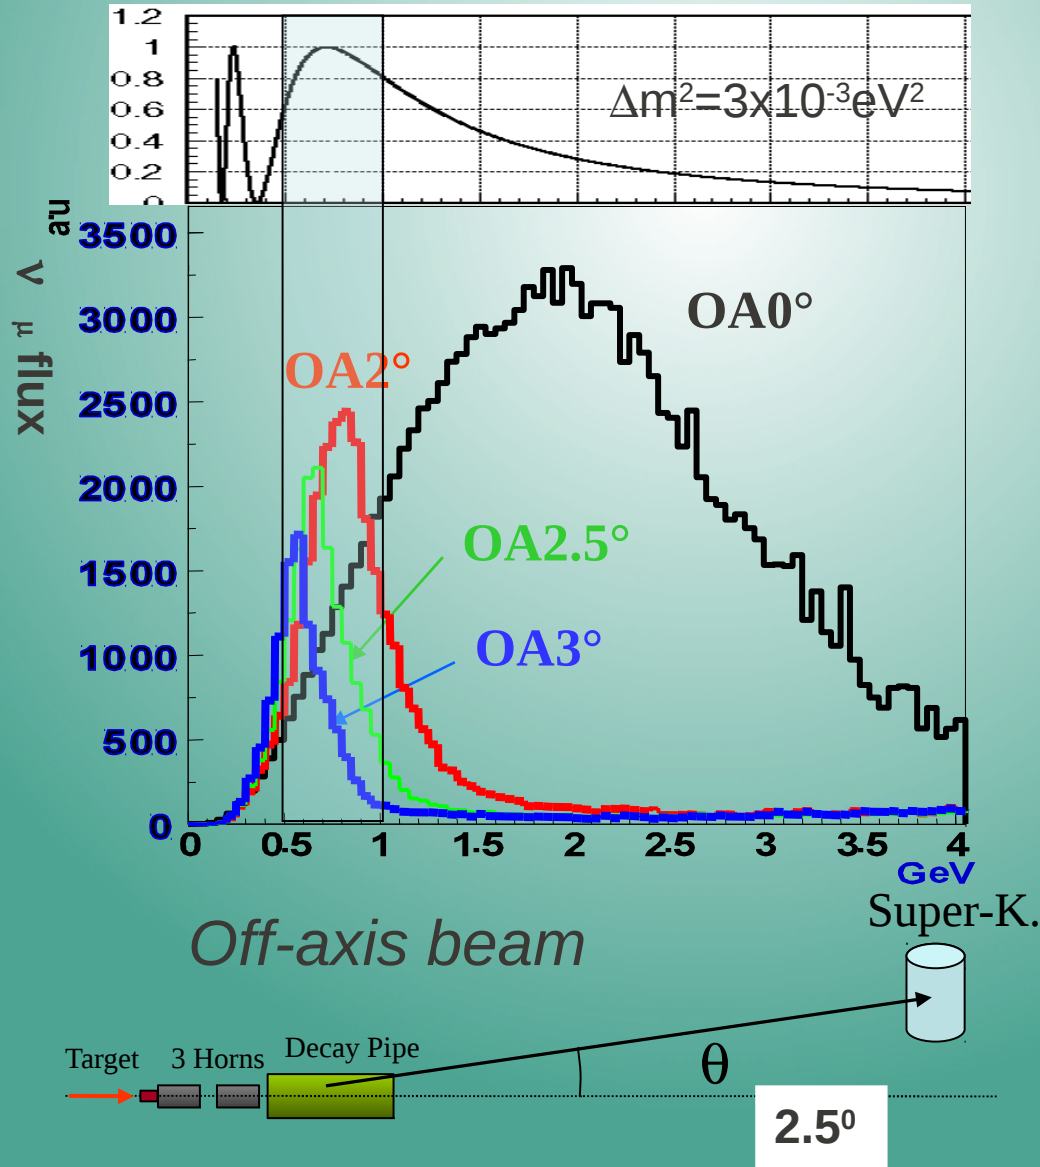 1.2
1
0.8
0.6
0.4
0.2
0
Δm²=3x10⁻³eV²
a.u
ν μ flux
3500
3000
2500
2000
1500
1000
500
0
OA0°
OA2°
OA2.5°
OA3°
0 0.5 1 1.5 2 2.5 3 3.5 4
GeV
Super-K.
Off-axis beam
Target 3 Horns Decay Pipe
θ
2.5⁰